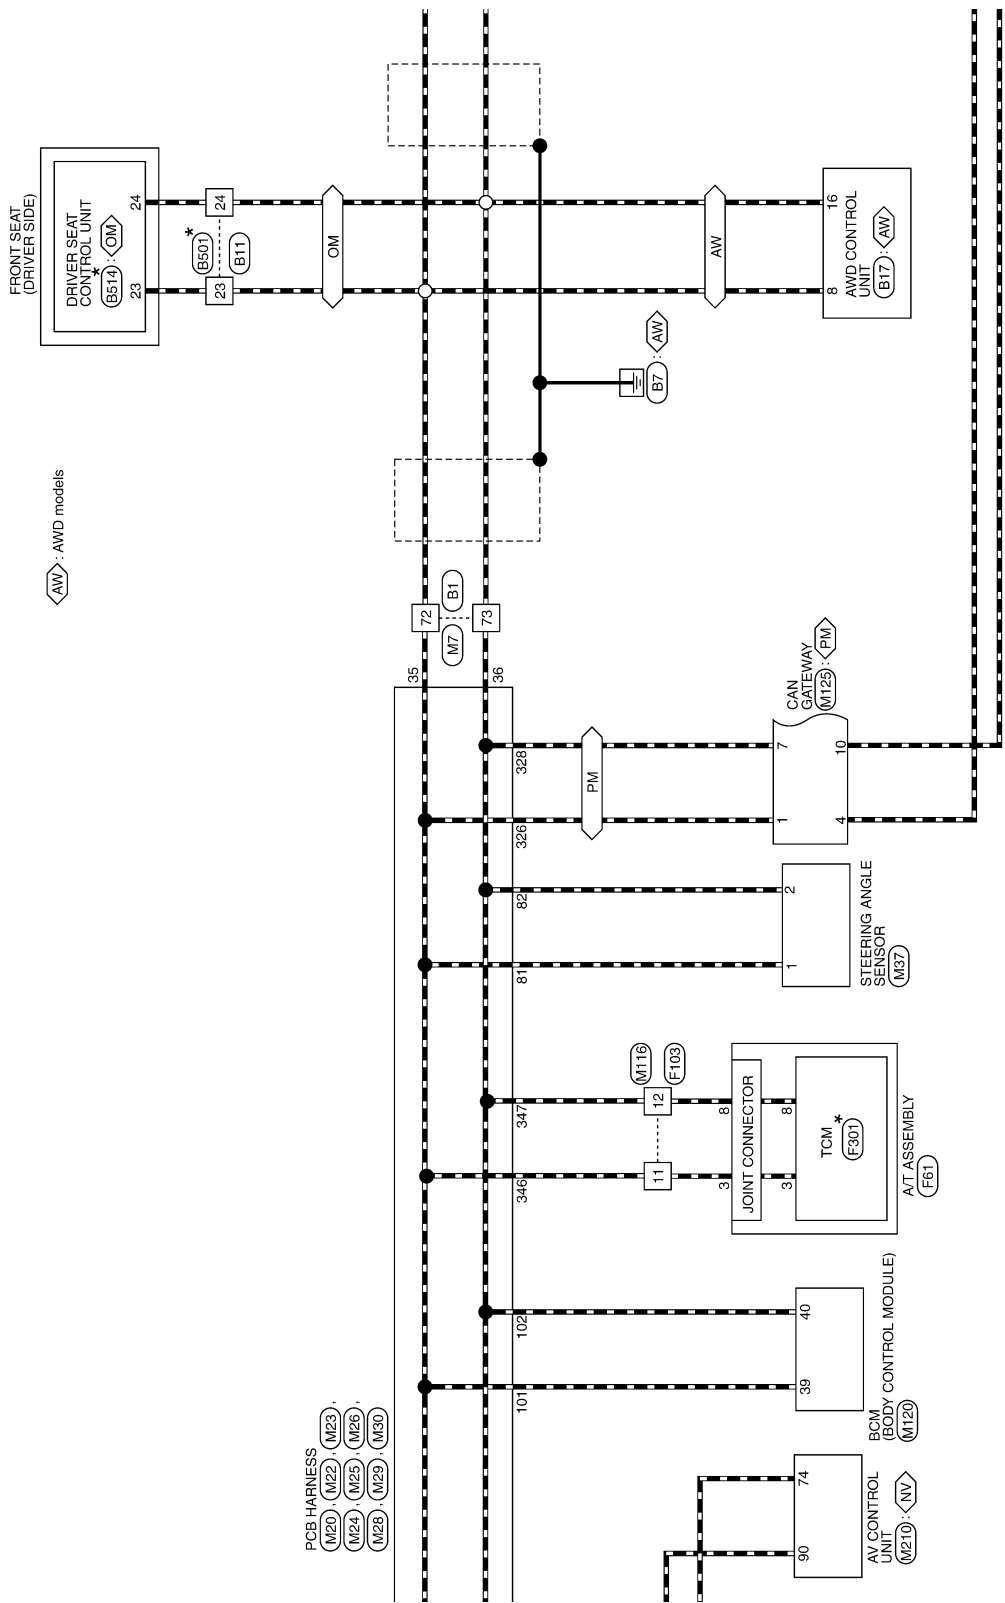 FRONT SEAT
(DRIVER SIDE)
DRIVER SEAT
CONTROL UNIT
*
B514 : OM
23
24
23
24
*
B501
B11
OM
AW
8
16
AWD CONTROL
UNIT
B17 : AW
B7 : AW
AW : AWD models
72
73
M7
B1
35
36
328
326
PM
7
1
10
4
CAN
GATEWAY
M125 : PM
82
81
2
1
STEERING ANGLE
SENSOR
M37
347
346
M116
F103
12
11
8
3
JOINT CONNECTOR
8
3
TCM
*
F301
A/T ASSEMBLY
F61
102
101
40
39
BCM
(BODY CONTROL MODULE)
M120
PCB HARNESS
M20 , M22 , M23 ,
M24 , M25 , M26 ,
M28 , M29 , M30
74
90
AV CONTROL
UNIT
M210 : NV